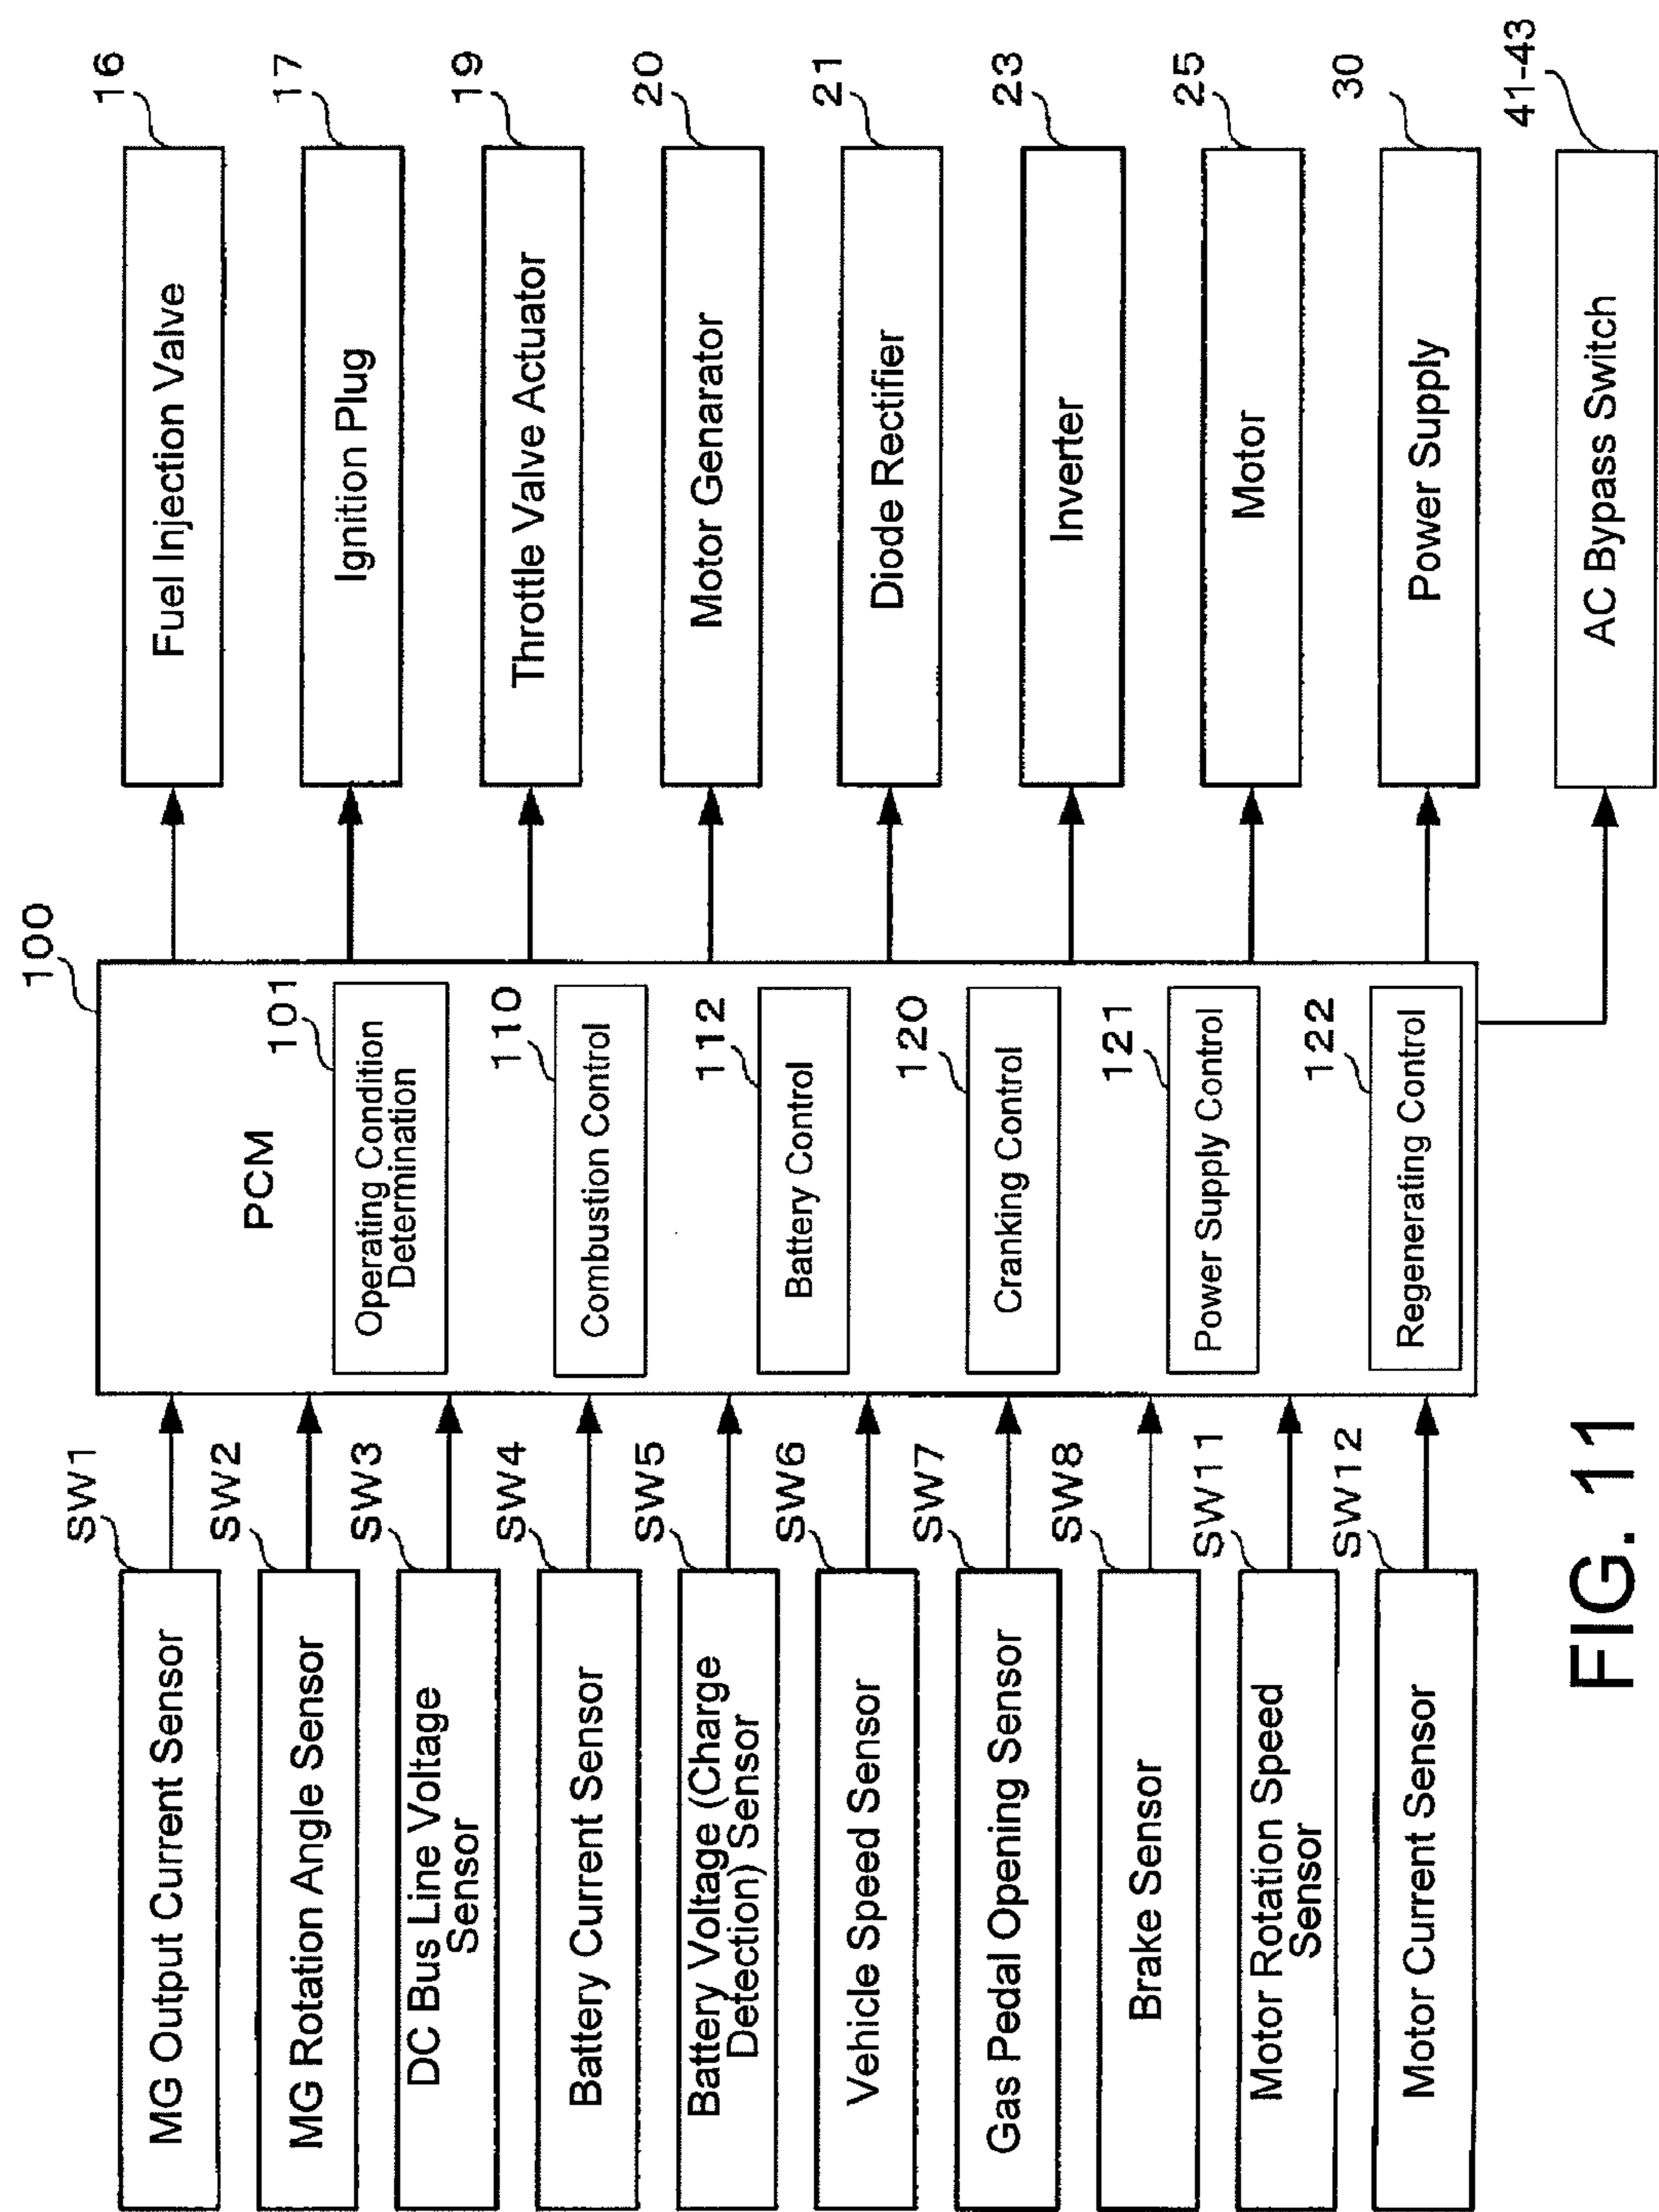 SW1
MG Output Current Sensor
SW2
MG Rotation Angle Sensor
SW3
DC Bus Line Voltage
Sensor
SW4
Battery Current Sensor
SW5
Battery Voltage (Charge
Detection) Sensor
SW6
Vehicle Speed Sensor
SW7
Gas Pedal Opening Sensor
SW8
Brake Sensor
SW11
Motor Rotation Speed
Sensor
SW12
Motor Current Sensor
100
PCM
101
Operating Condition
Determination
110
Combustion Control
112
Battery Control
120
Cranking Control
121
Power Supply Control
122
Regenerating Control
16
Fuel Injection Valve
17
Ignition Plug
19
Throttle Valve Actuator
20
Motor Genarator
21
Diode Rectifier
23
Inverter
25
Motor
30
Power Supply
41-43
AC Bypass Switch
FIG. 11